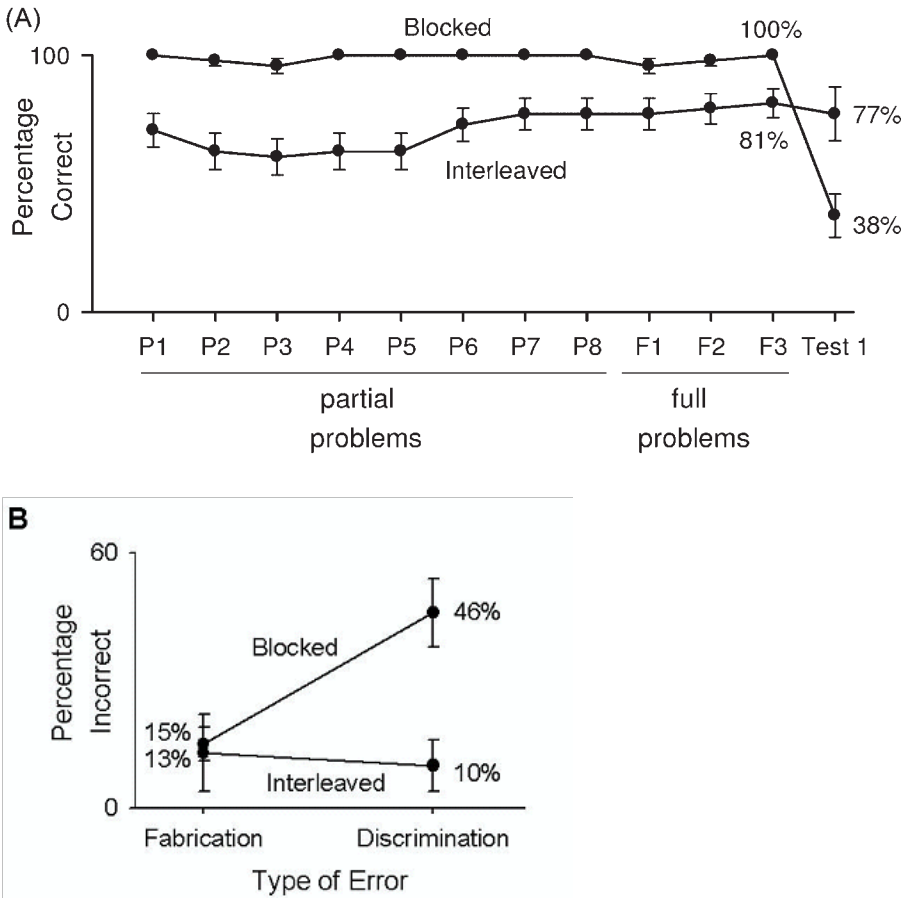 (A)
Blocked
100%
100
Percentage
Correct
77%
81%
Interleaved
38%
0
P1 P2 P3 P4 P5 P6 P7 P8 F1 F2 F3 Test 1
partial
problems
full
problems
B
60
Percentage
Incorrect
46%
Blocked
15%
13%
10%
Interleaved
0
Fabrication Discrimination
Type of Error